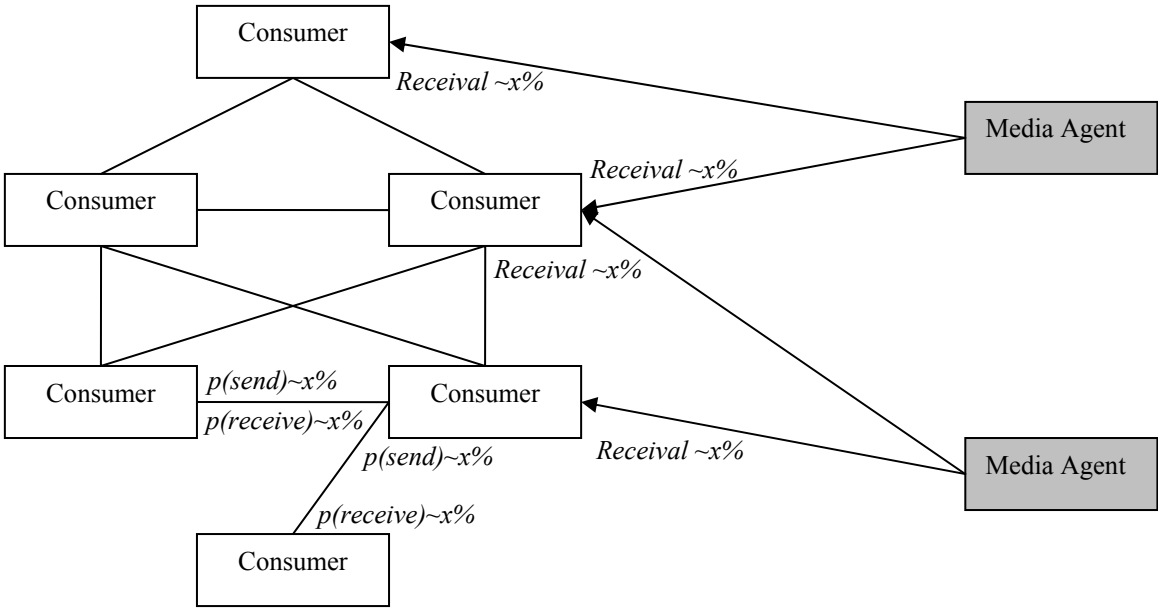 Consumer
Receival ~x%
Media Agent
Receival ~x%
Consumer
Consumer
Receival ~x%
p(send)~x%
Consumer
Consumer
p(receive)~x%
Receival ~x%
p(send)~x%
Media Agent
p(receive)~x%
Consumer